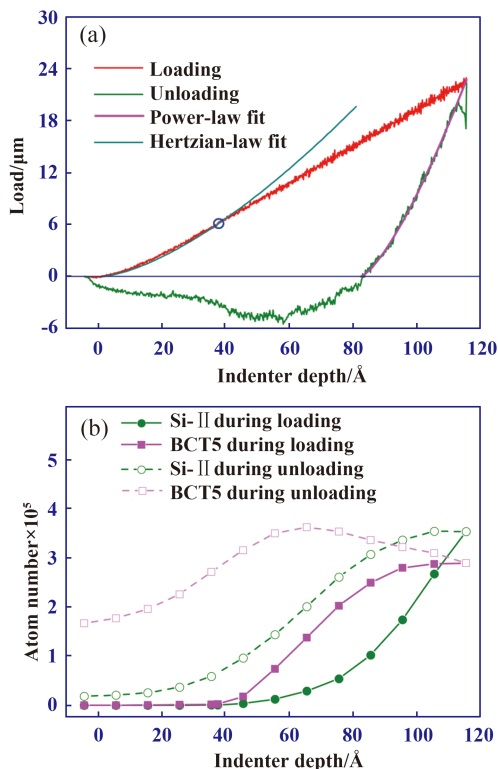 (a)
30
24
18
12
6
0
-6
Load/μm
Loading
Unloading
Power-law fit
Hertzian-law fit
0 20 40 60 80 100 120
Indenter depth/Å
(b)
Si-Ⅱ during loading
BCT5 during loading
Si-Ⅱ during unloading
BCT5 during unloading
5
4
3
2
1
0
Atom number×10⁵
0 20 40 60 80 100 120
Indenter depth/Å